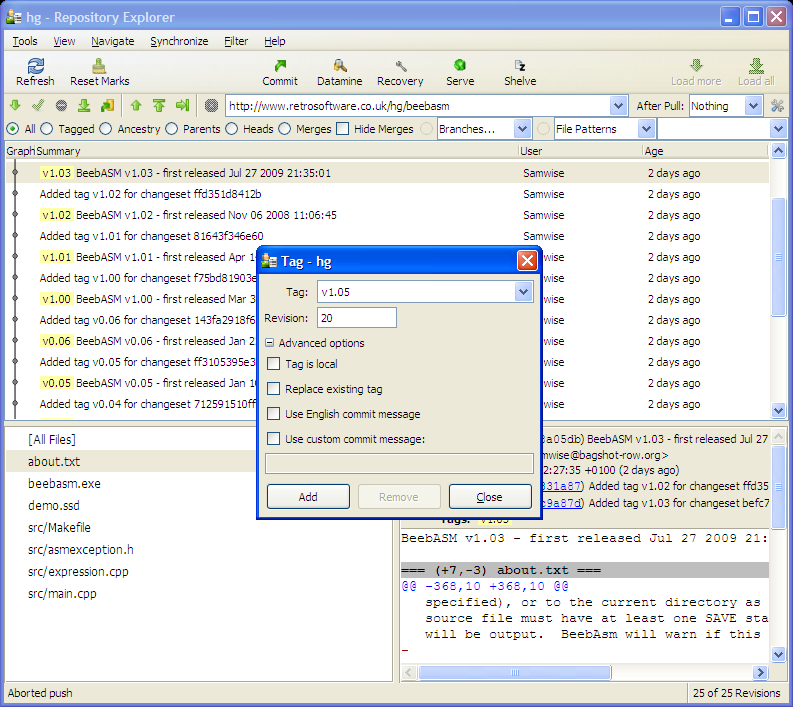 hg - Repository Explorer
Tools View Navigate Synchronize Filter Help
Refresh Reset Marks Commit Datamine Recovery Serve Shelve Load more Load all
http://www.retrosoftware.co.uk/hg/beebasm After Pull: Nothing
All Tagged Ancestry Parents Heads Merges Hide Merges Branches... File Patterns
Graph Summary User Age
v1.03 BeebASM v1.03 - first released Jul 27 2009 21:35:01 Samwise 2 days ago
Added tag v1.02 for changeset ffd351d8412b Samwise 2 days ago
v1.02 BeebASM v1.02 - first released Nov 06 2008 11:06:45 Samwise 2 days ago
Added tag v1.01 for changeset 81643f346e60 Samwise 2 days ago
v1.01 BeebASM v1.01 - first released Apr 2 days ago
Added tag v1.00 for changeset f75bd81903e 2 days ago
v1.00 BeebASM v1.00 - first released Mar 3 2 days ago
Added tag v0.06 for changeset 143fa2918f6 2 days ago
v0.06 BeebASM v0.06 - first released Jan 2 2 days ago
Added tag v0.05 for changeset ff3105395e3 2 days ago
v0.05 BeebASM v0.05 - first released Jan 2 days ago
Added tag v0.04 for changeset 712591510ff 2 days ago
Tag - hg
Tag: v1.05
Revision: 20
Advanced options
Tag is local
Replace existing tag
Use English commit message
Use custom commit message:
Add Remove Close
[All Files]
about.txt
beebasm.exe
demo.ssd
src/Makefile
src/asmexception.h
src/expression.cpp
src/main.cpp
a05db) BeebASM v1.03 - first released Jul 27
mwise@bagshot-row.org>
2:27:35 +0100 (2 days ago)
331a87) Added tag v1.02 for changeset ffd35
c9a87d) Added tag v1.03 for changeset befc7
Tags: v1.03
BeebASM v1.03 - first released Jul 27 2009 21:
=== (+7,-3) about.txt ===
@@ -368,10 +368,10 @@
specified), or to the current directory as
source file must have at least one SAVE sta
will be output. BeebAsm will warn if this
-
Aborted push 25 of 25 Revisions